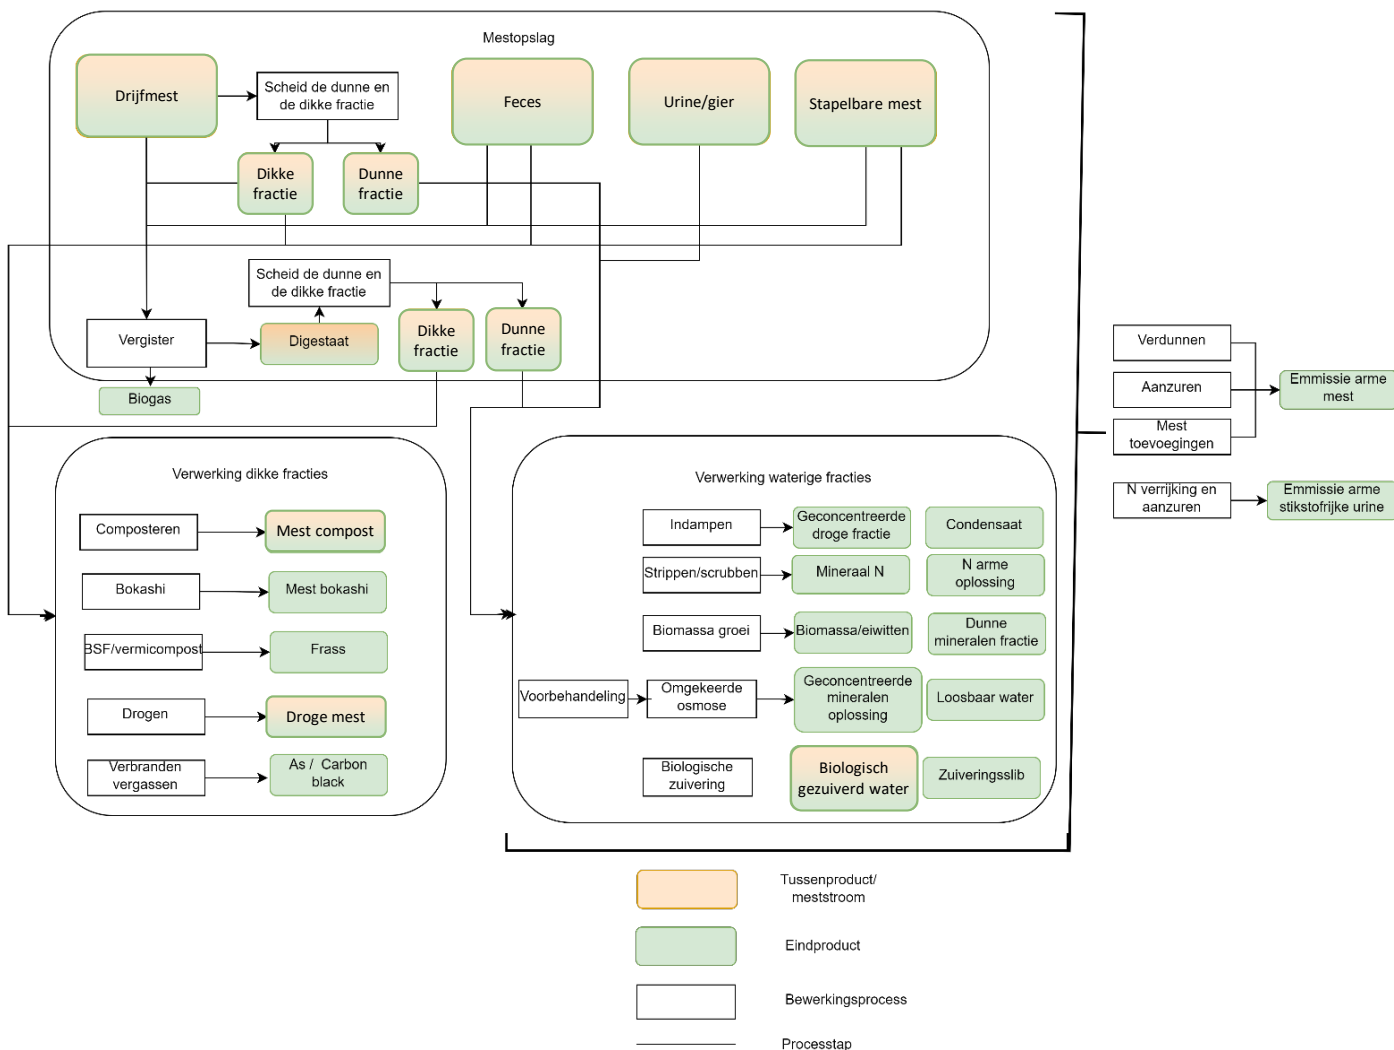 Mestopslag
Drijfmest
Scheid de dunne en
de dikke fractie
Feces
Urine/gier
Stapelbare mest
Dikke
fractie
Dunne
fractie
Scheid de dunne en
de dikke fractie
Vergister
Digestaat
Dikke
fractie
Dunne
fractie
Biogas
Verdunnen
Aanzuren
Mest
toevoegingen
Emmissie arme
mest
N verrijking en
aanzuren
Emmissie arme
stikstofrijke urine
Verwerking dikke fracties
Composteren
Mest compost
Bokashi
Mest bokashi
BSF/vermicompost
Frass
Drogen
Droge mest
Verbranden
vergassen
As / Carbon
black
Verwerking waterige fracties
Indampen
Geconcentreerde
droge fractie
Condensaat
Strippen/scrubben
Mineraal N
N arme
oplossing
Biomassa groei
Biomassa/eiwitten
Dunne
mineralen fractie
Voorbehandeling
Omgekeerde
osmose
Geconcentreerde
mineralen
oplossing
Loosbaar water
Biologische
zuivering
Biologisch
gezuiverd water
Zuiveringsslib
Tussenproduct/
meststroom
Eindproduct
Bewerkingsprocess
Processtap